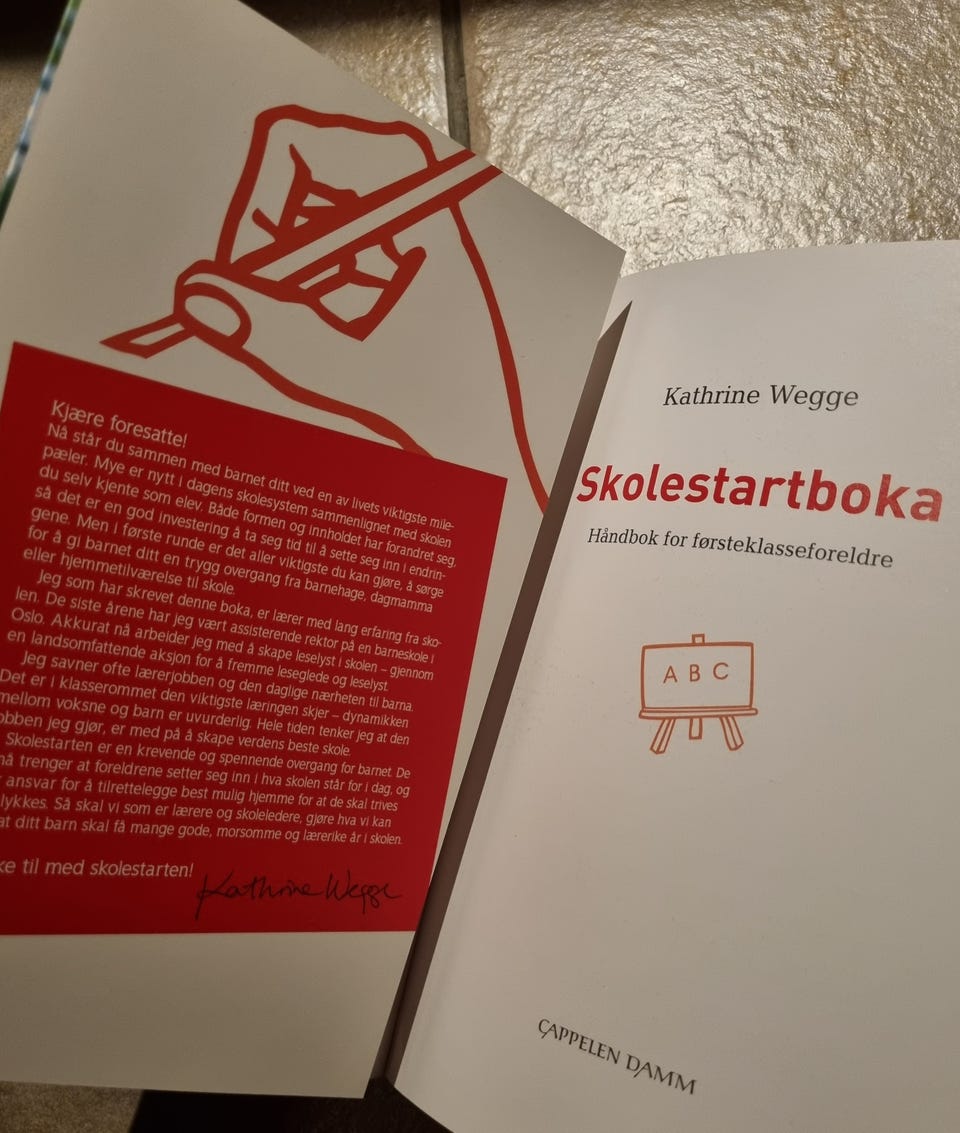 Kjære foresatte!
Nå står du sammen med barnet ditt ved en av livets viktigste mile-
pæler. Mye er nytt i dagens skolesystem sammenlignet med skolen
du selv kjente som elev. Både formen og innholdet har forandret seg,
så det er en god investering å ta seg tid til å sette seg inn i endrin-
gene. Men i første runde er det aller viktigste du kan gjøre, å sørge
for å gi barnet ditt en trygg overgang fra barnehage, dagmamma
eller hjemmetilværelse til skole.
Jeg som har skrevet denne boka, er lærer med lang erfaring fra sko-
len. De siste årene har jeg vært assisterende rektor på en barneskole i
Oslo. Akkurat nå arbeider jeg med å skape leselyst i skolen – gjennom
en landsomfattende aksjon for å fremme leseglede og leselyst.
Jeg savner ofte lærerjobben og den daglige nærheten til barna.
Det er i klasserommet den viktigste læringen skjer – dynamikken
mellom voksne og barn er uvurderlig. Hele tiden tenker jeg at den
obben jeg gjør, er med på å skape verdens beste skole.
Skolestarten er en krevende og spennende overgang for barnet. De
må trenger at foreldrene setter seg inn i hva skolen står for i dag, og
ansvar for å tilrettelegge best mulig hjemme for at de skal trives
lykkes. Så skal vi som er lærere og skoleledere, gjøre hva vi kan
at ditt barn skal få mange gode, morsomme og lærerike år i skolen.
ke til med skolestarten!
Kathrine Wegge
Kathrine Wegge
Skolestartboka
Håndbok for førsteklasseforeldre
A B C
CAPPELEN DAMM